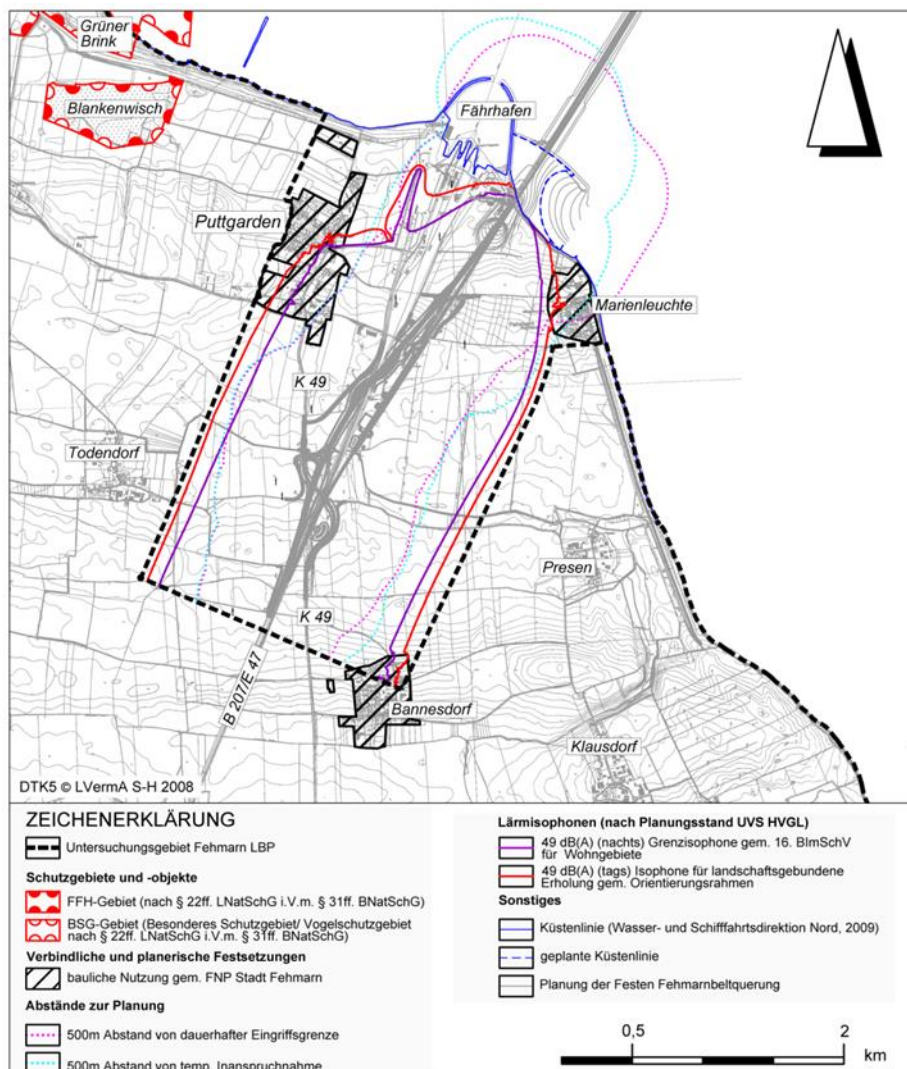 Grüner
Brink
Blankenwisch
Fährhafen
Puttgarden
Marienleuchte
K 49
Todendorf
Presen
K 49
B 207/E 47
Bannesdorf
Klausdorf
DTK5 © LVermA S-H 2008
ZEICHENERKLÄRUNG
Untersuchungsgebiet Fehmarn LBP
Schutzgebiete und -objekte
FFH-Gebiet (nach § 22ff. LNatSchG i.V.m. § 31ff. BNatSchG)
BSG-Gebiet (Besonderes Schutzgebiet/ Vogelschutzgebiet
nach § 22ff. LNatSchG i.V.m. § 31ff. BNatSchG)
Verbindliche und planerische Festsetzungen
bauliche Nutzung gem. FNP Stadt Fehmarn
Abstände zur Planung
500m Abstand von dauerhafter Eingriffsgrenze
500m Abstand von temp. Inanspruchnahme
Lärmisophonen (nach Planungsstand UVS HVGL)
49 dB(A) (nachts) Grenzisophone gem. 16. BImSchV
für Wohngebiete
49 dB(A) (tags) Isophone für landschaftsgebundene
Erholung gem. Orientierungsrahmen
Sonstiges
Küstenlinie (Wasser- und Schifffahrtsdirektion Nord, 2009)
geplante Küstenlinie
Planung der Festen Fehmarnbeltquerung
0,5 2
km